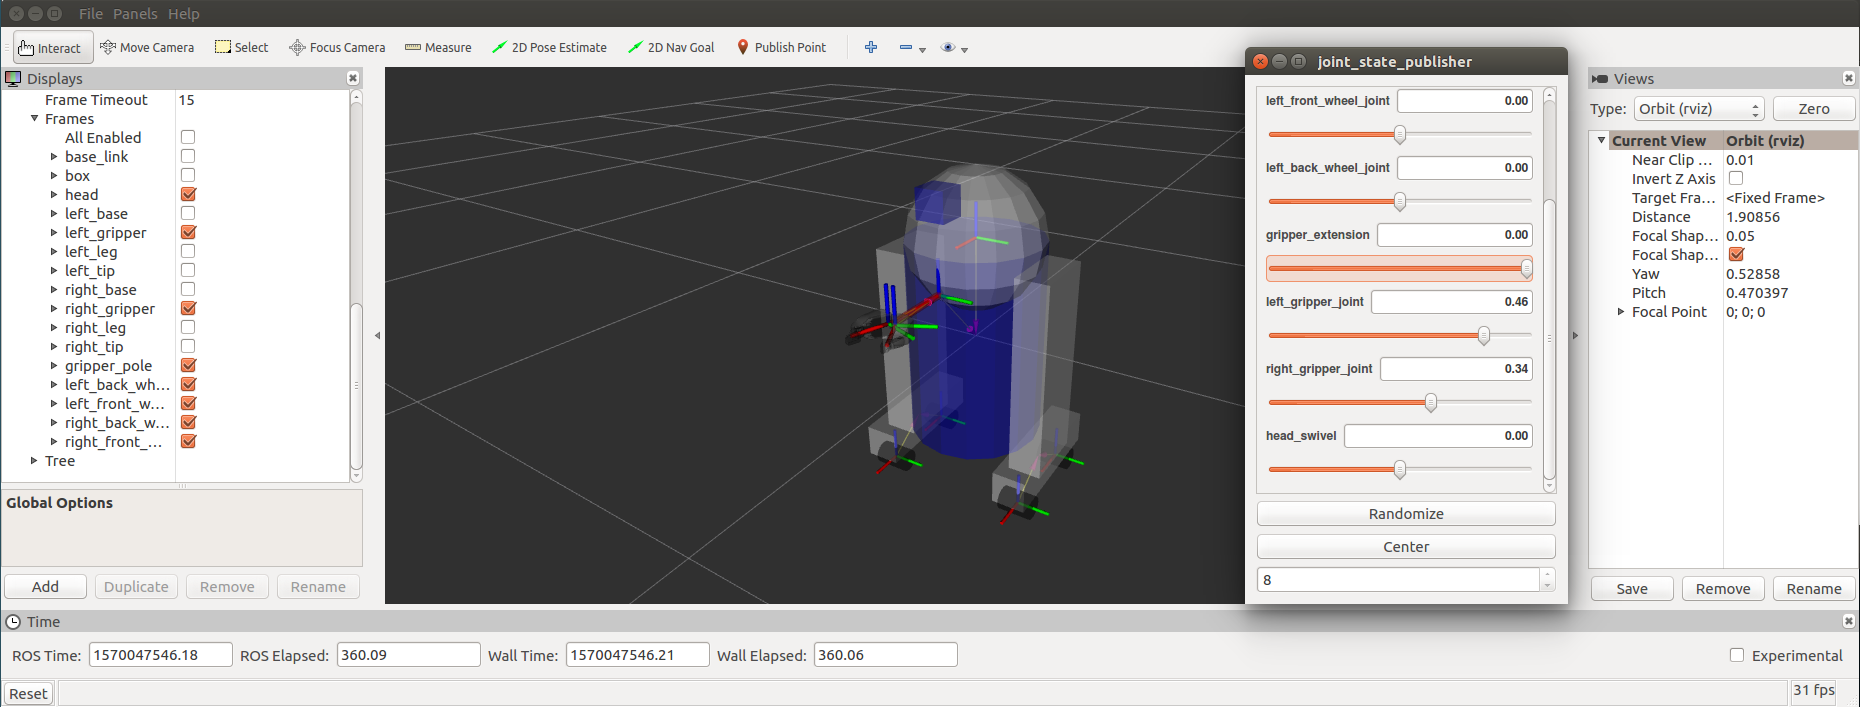 File Panels Help
Interact Move Camera Select Focus Camera Measure 2D Pose Estimate 2D Nav Goal Publish Point
Displays
Frame Timeout 15
Frames
All Enabled
base_link
box
head
left_base
left_gripper
left_leg
left_tip
right_base
right_gripper
right_leg
right_tip
gripper_pole
left_back_wh...
left_front_w...
right_back_w...
right_front_...
Tree
Global Options
Add Duplicate Remove Rename
joint_state_publisher
left_front_wheel_joint 0.00
left_back_wheel_joint 0.00
gripper_extension 0.00
left_gripper_joint 0.46
right_gripper_joint 0.34
head_swivel 0.00
Randomize
Center
8
Views
Type: Orbit (rviz) Zero
Current View Orbit (rviz)
Near Clip ... 0.01
Invert Z Axis
Target Fra... <Fixed Frame>
Distance 1.90856
Focal Shap... 0.05
Focal Shap...
Yaw 0.52858
Pitch 0.470397
Focal Point 0; 0; 0
Save Remove Rename
Time
ROS Time: 1570047546.18 ROS Elapsed: 360.09 Wall Time: 1570047546.21 Wall Elapsed: 360.06 Experimental
Reset 31 fps